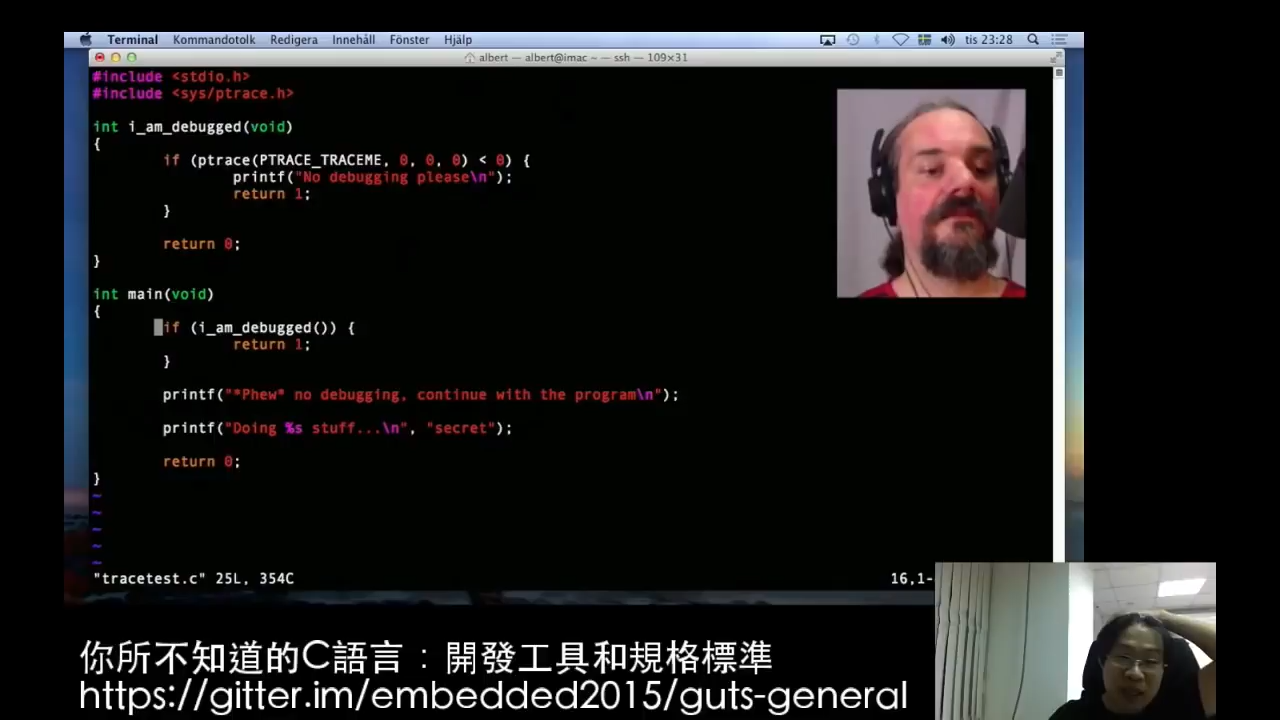 Terminal Kommandotolk Redigera Innehåll Fönster Hjälp tis 23:28
albert — albert@imac ~ — ssh — 109×31
#include <stdio.h>
#include <sys/ptrace.h>
int i_am_debugged(void)
{
if (ptrace(PTRACE_TRACEME, 0, 0, 0) < 0) {
printf("No debugging please\n");
return 1;
}
return 0;
}
int main(void)
{
if (i_am_debugged()) {
return 1;
}
printf("*Phew* no debugging, continue with the program\n");
printf("Doing %s stuff...\n", "secret");
return 0;
}
~
~
~
~
~
"tracetest.c" 25L, 354C 16,1-
你所不知道的C語言：開發工具和規格標準
https://gitter.im/embedded2015/guts-general